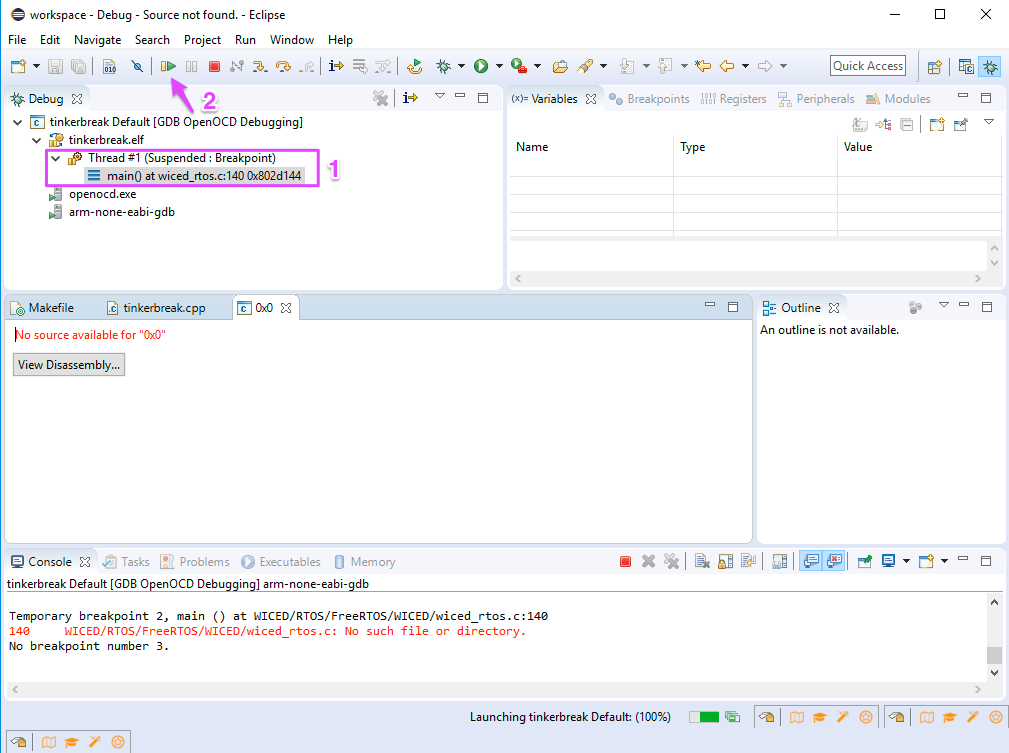 workspace - Debug - Source not found. - Eclipse
File Edit Navigate Search Project Run Window Help
Quick Access
2
Debug
tinkerbreak Default [GDB OpenOCD Debugging]
tinkerbreak.elf
Thread #1 (Suspended : Breakpoint)
main() at wiced_rtos.c:140 0x802d144
1
openocd.exe
arm-none-eabi-gdb
(x)= Variables Breakpoints Registers Peripherals Modules
Name Type Value
Makefile tinkerbreak.cpp 0x0
No source available for "0x0"
View Disassembly...
Outline
An outline is not available.
Console Tasks Problems Executables Memory
tinkerbreak Default [GDB OpenOCD Debugging] arm-none-eabi-gdb
Temporary breakpoint 2, main () at WICED/RTOS/FreeRTOS/WICED/wiced_rtos.c:140
140 WICED/RTOS/FreeRTOS/WICED/wiced_rtos.c: No such file or directory.
No breakpoint number 3.
Launching tinkerbreak Default: (100%)